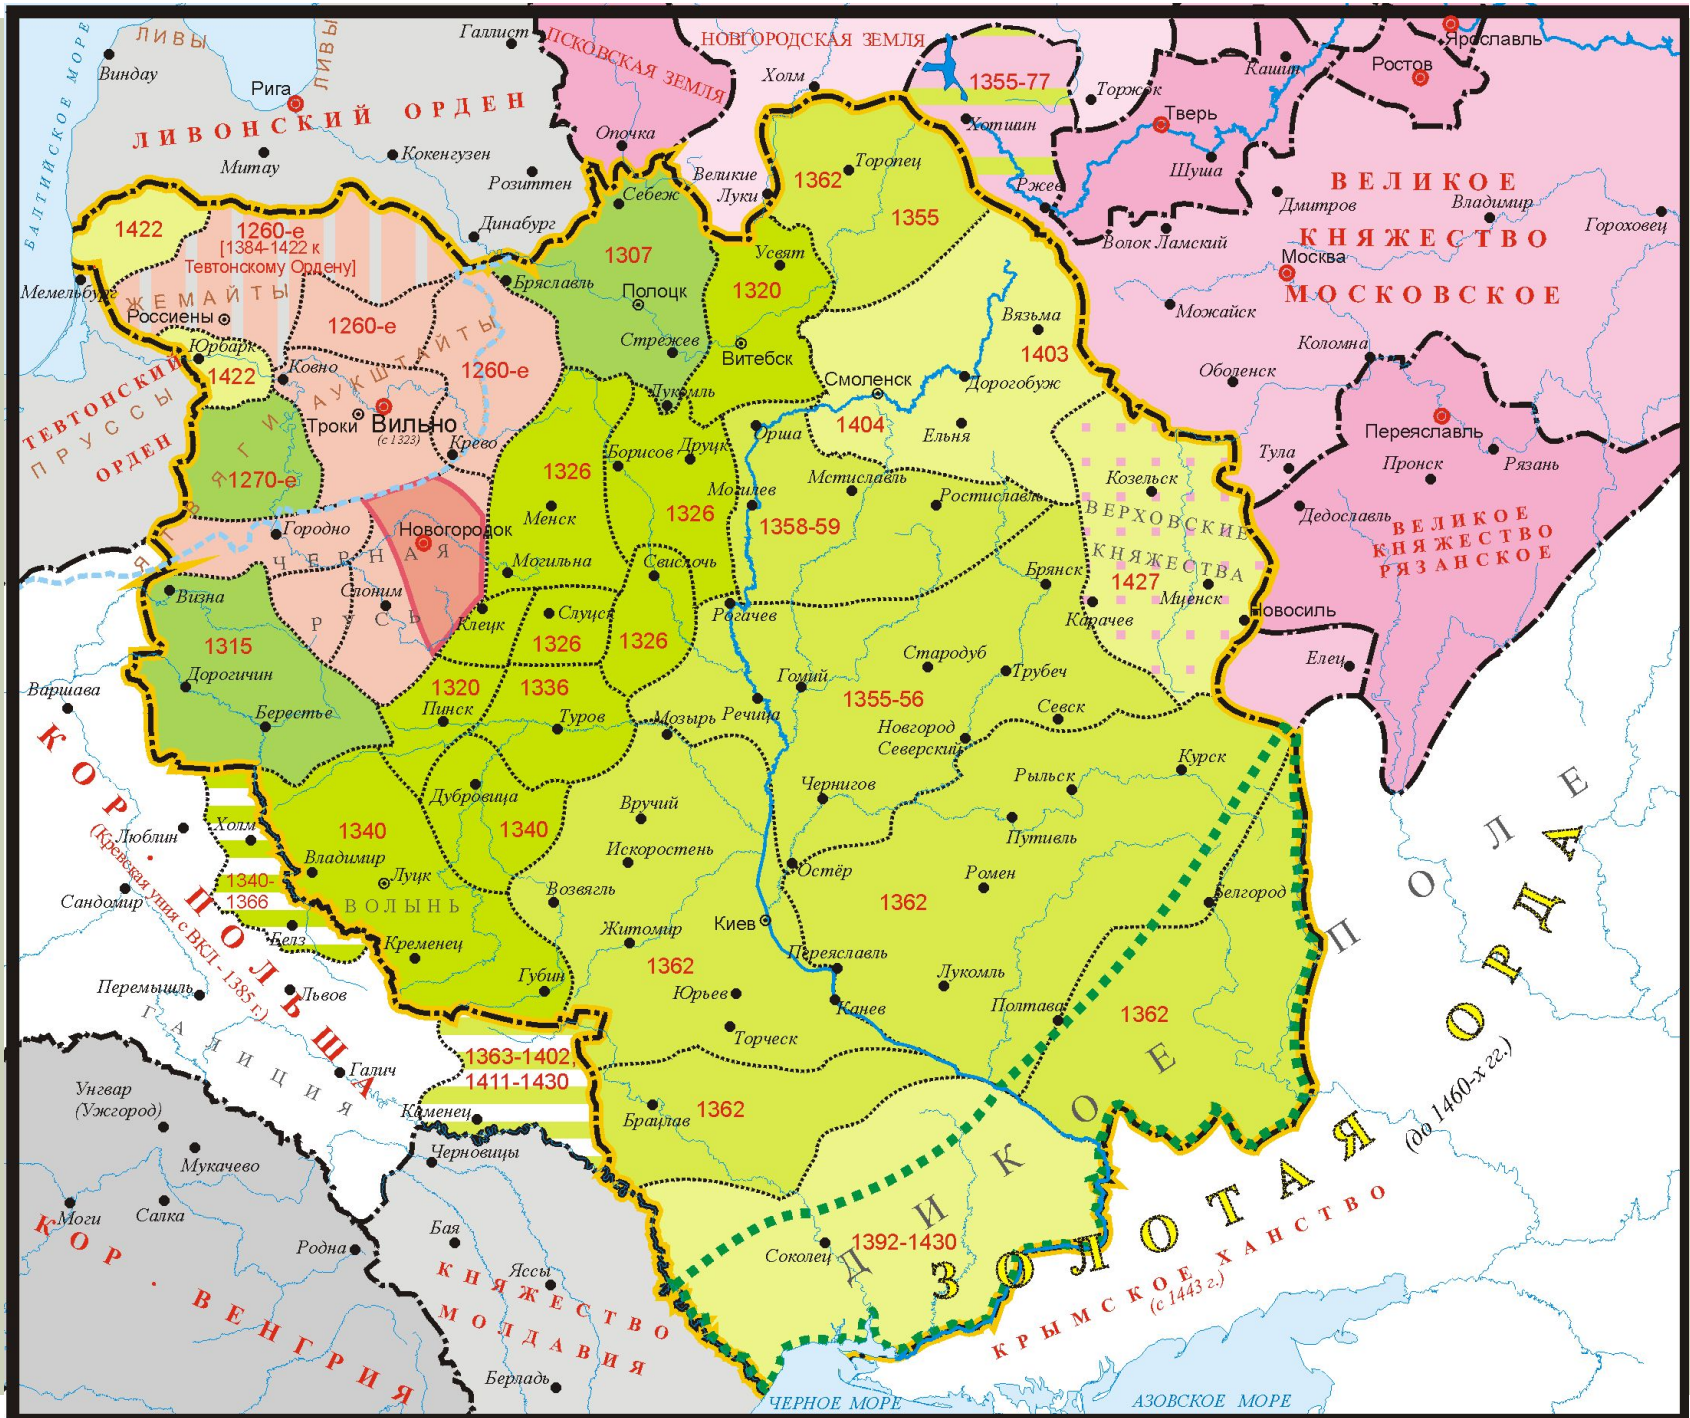 БАЛТИЙСКОЕ МОРЕ
ЛИВЫ
ЛИВЫ
Виндау
Рига
Галлист
ЛИВОНСКИЙ ОРДЕН
Митау
Кокенгузен
Розиттен
Динабург
ПСКОВСКАЯ ЗЕМЛЯ
Опочка
НОВГОРОДСКАЯ ЗЕМЛЯ
Холм
Великие
Луки
1355-77
Хотшин
Торжок
Тверь
Кашин
Ярославль
Ростов
Шуша
Ржев
Волок Ламский
Дмитров
Владимир
Гороховец
ВЕЛИКОЕ
КНЯЖЕСТВО
МОСКОВСКОЕ
Москва
Можайск
Коломна
Оболенск
Переяславль
Тула
Пронск
Рязань
Дедославль
ВЕЛИКОЕ
КНЯЖЕСТВО
РЯЗАНСКОЕ
Новосиль
Елец
1422
1260-е
[1384-1422 к
Тевтонскому Ордену]
ЖЕМАЙТЫ
Мемельбург
Россиены
Юрбарк
1422
1260-е
1260-е
АУКШТАЙТЫ
Ковно
Троки
Вильно
(с 1323)
Крево
ТЕВТОНСКИЙ
ПРУССЫ
ОРДЕН
ЯТВЯГИ
1270-е
Городно
Новогородок
ЧЕРНАЯ
РУСЬ
Слоним
Визна
1315
Дорогичин
Берестье
Себеж
1307
Бряславль
Полоцк
Стрежев
Лукомль
Торопец
1362
1355
Усвят
1320
Витебск
Вязьма
1403
Смоленск
Дорогобуж
1404
Ельня
Орша
Борисов
Друцк
1326
Менск
Могилев
1326
Мстиславль
Ростиславль
1358-59
Козельск
ВЕРХОВСКИЕ
КНЯЖЕСТВА
1427
Мценск
Карачев
Брянск
Могильна
Свислочь
Клецк
Слуцк
1326
1326
Рогачев
1320
Пинск
1336
Туров
Мозырь
Речица
Гомий
Стародуб
Трубеч
1355-56
Новгород
Северский
Севск
Курск
Рыльск
Путивль
Чернигов
Варшава
КОР. ПОЛЬША
(Кревская уния с ВКЛ - 1385 г.)
Люблин
Холм
Сандомир
1340-
1366
Белз
1340
Владимир
Луцк
ВОЛЫНЬ
Дубровица
1340
Кременец
Губин
Вручий
Искоростень
Возвягль
Житомир
1362
Юрьев
Торческ
Киев
Остёр
Переяславль
Канев
Ромен
1362
Лукомль
Полтава
Белгород
1362
Перемышль
Львов
ГАЛИЦИЯ
Галич
1363-1402,
1411-1430
Каменец
Брацлав
1362
Черновицы
Унгвар
(Ужгород)
Мукачево
Моги
Салка
Родна
КОР. ВЕНГРИЯ
Бая
Яссы
КНЯЖЕСТВО
МОЛДАВИЯ
Берладь
Соколец
1392-1430
ДИКОЕ ПОЛЕ
ЗОЛОТАЯ ОРДА
(до 1460-х гг.)
КРЫМСКОЕ ХАНСТВО
(с 1443 г.)
ЧЕРНОЕ МОРЕ
АЗОВСКОЕ МОРЕ